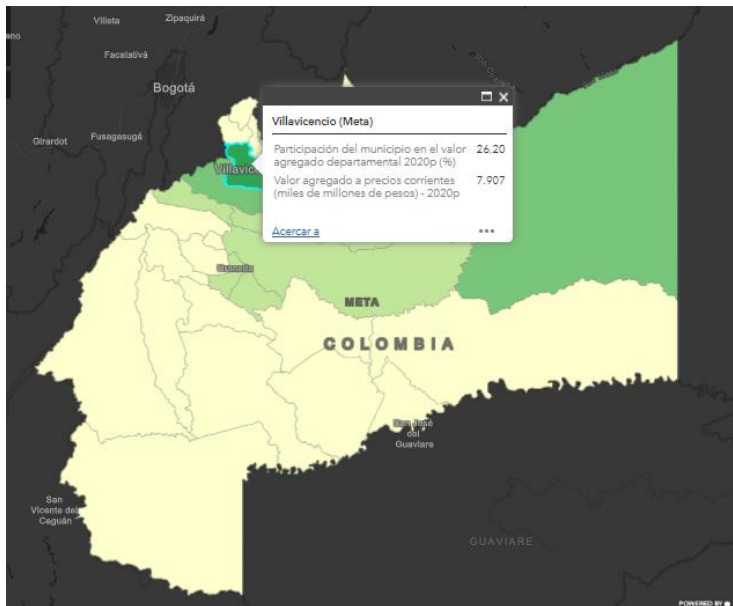 Villeta
Zipaquirá
Facatativá
Bogotá
Girardot
Fusagasugá
Villavicencio (Meta)
Participación del municipio en el valor 26,20
agregado departamental 2020p (%)
Valor agregado a precios corrientes 7.907
(miles de millones de pesos) - 2020p
Acercar a
Granada
META
COLOMBIA
San José
del
Guaviare
San
Vicente del
Caguán
GUAVIARE
POWERED BY